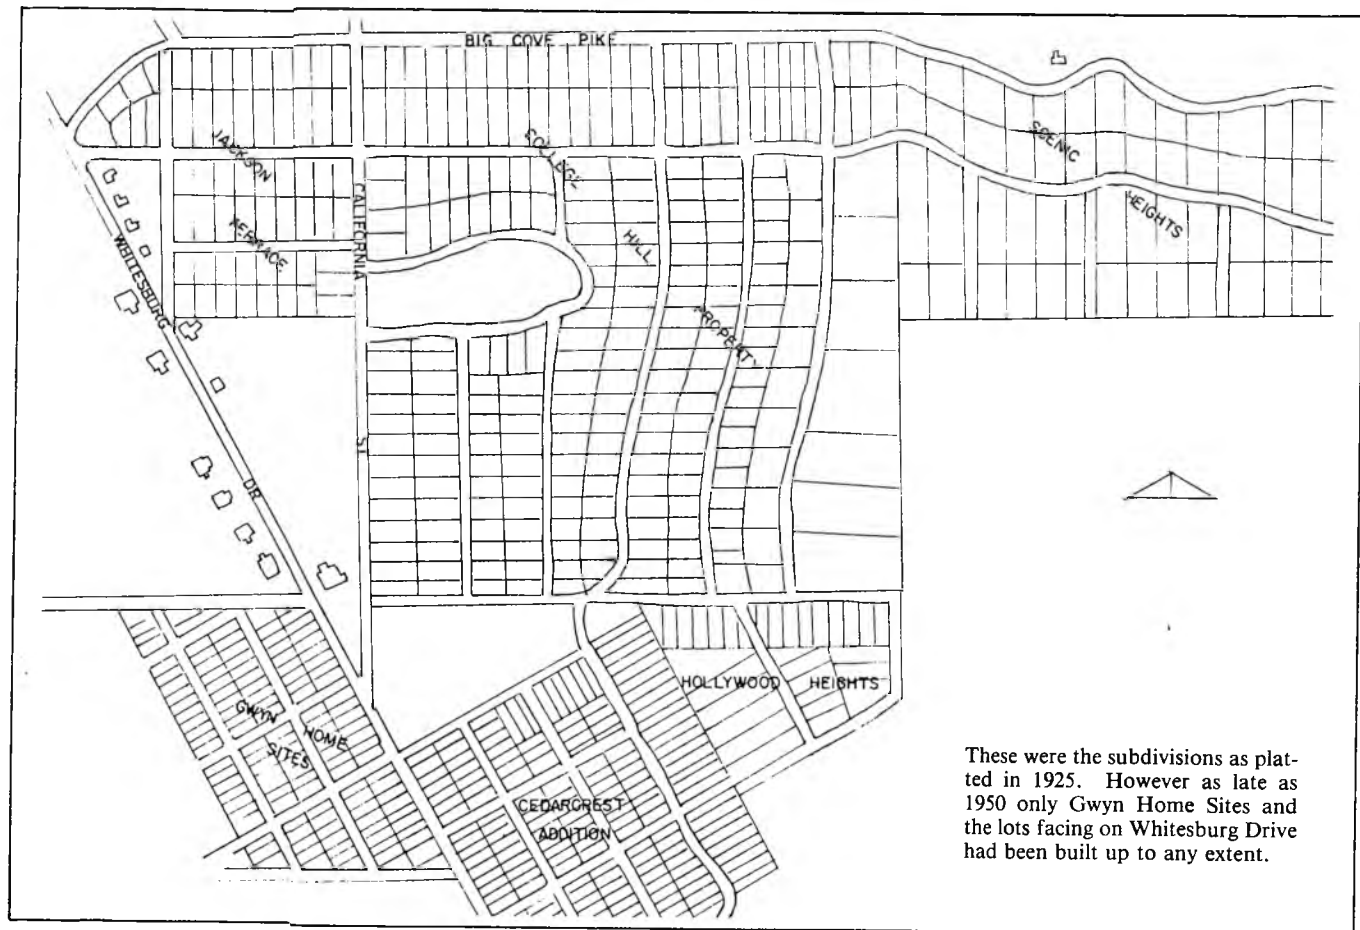 BIG COVE PIKE
JACKSON
TERRACE
COLLEGE
HILL
PROPERTY
SCENIC
HEIGHTS
CALIFORNIA
ST.
WHITESBURG
DR
GWYN HOME
SITES
HOLLYWOOD HEIGHTS
CEDARCREST
ADDITION
These were the subdivisions as plat-
ted in 1925. However as late as
1950 only Gwyn Home Sites and
the lots facing on Whitesburg Drive
had been built up to any extent.